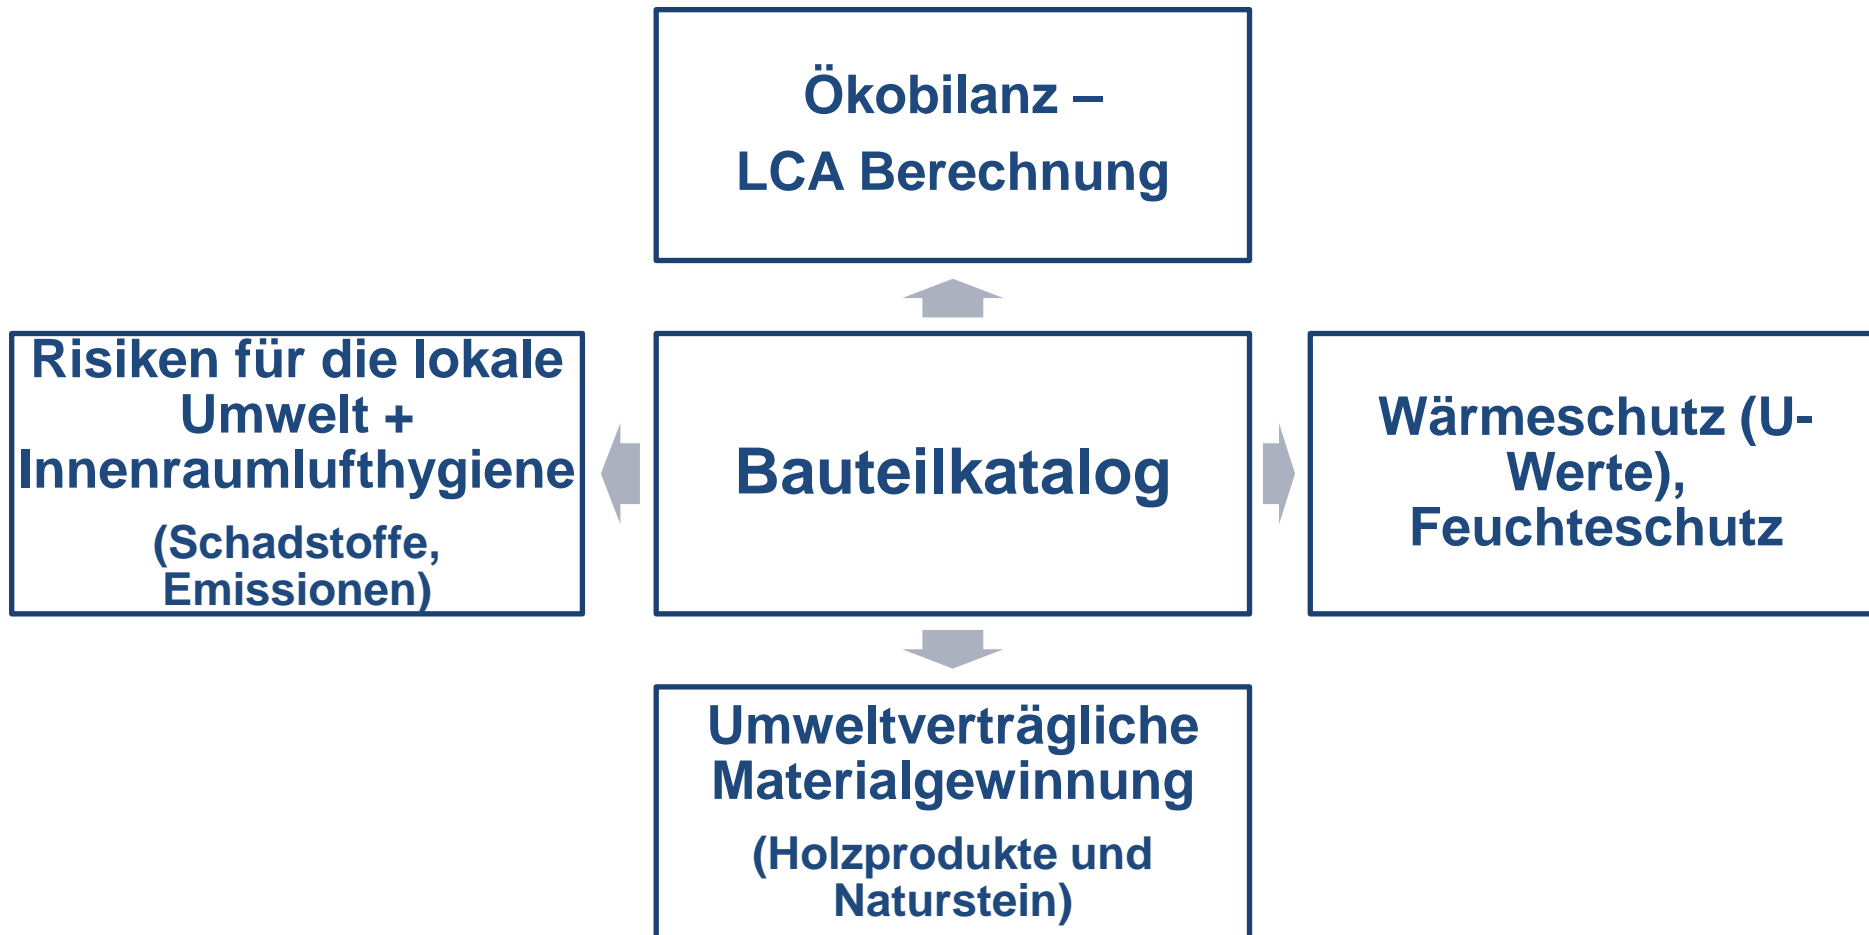 Ökobilanz –
LCA Berechnung
Risiken für die lokale
Umwelt +
Innenraumlufthygiene
(Schadstoffe,
Emissionen)
Bauteilkatalog
Wärmeschutz (U-
Werte),
Feuchteschutz
Umweltverträgliche
Materialgewinnung
(Holzprodukte und
Naturstein)